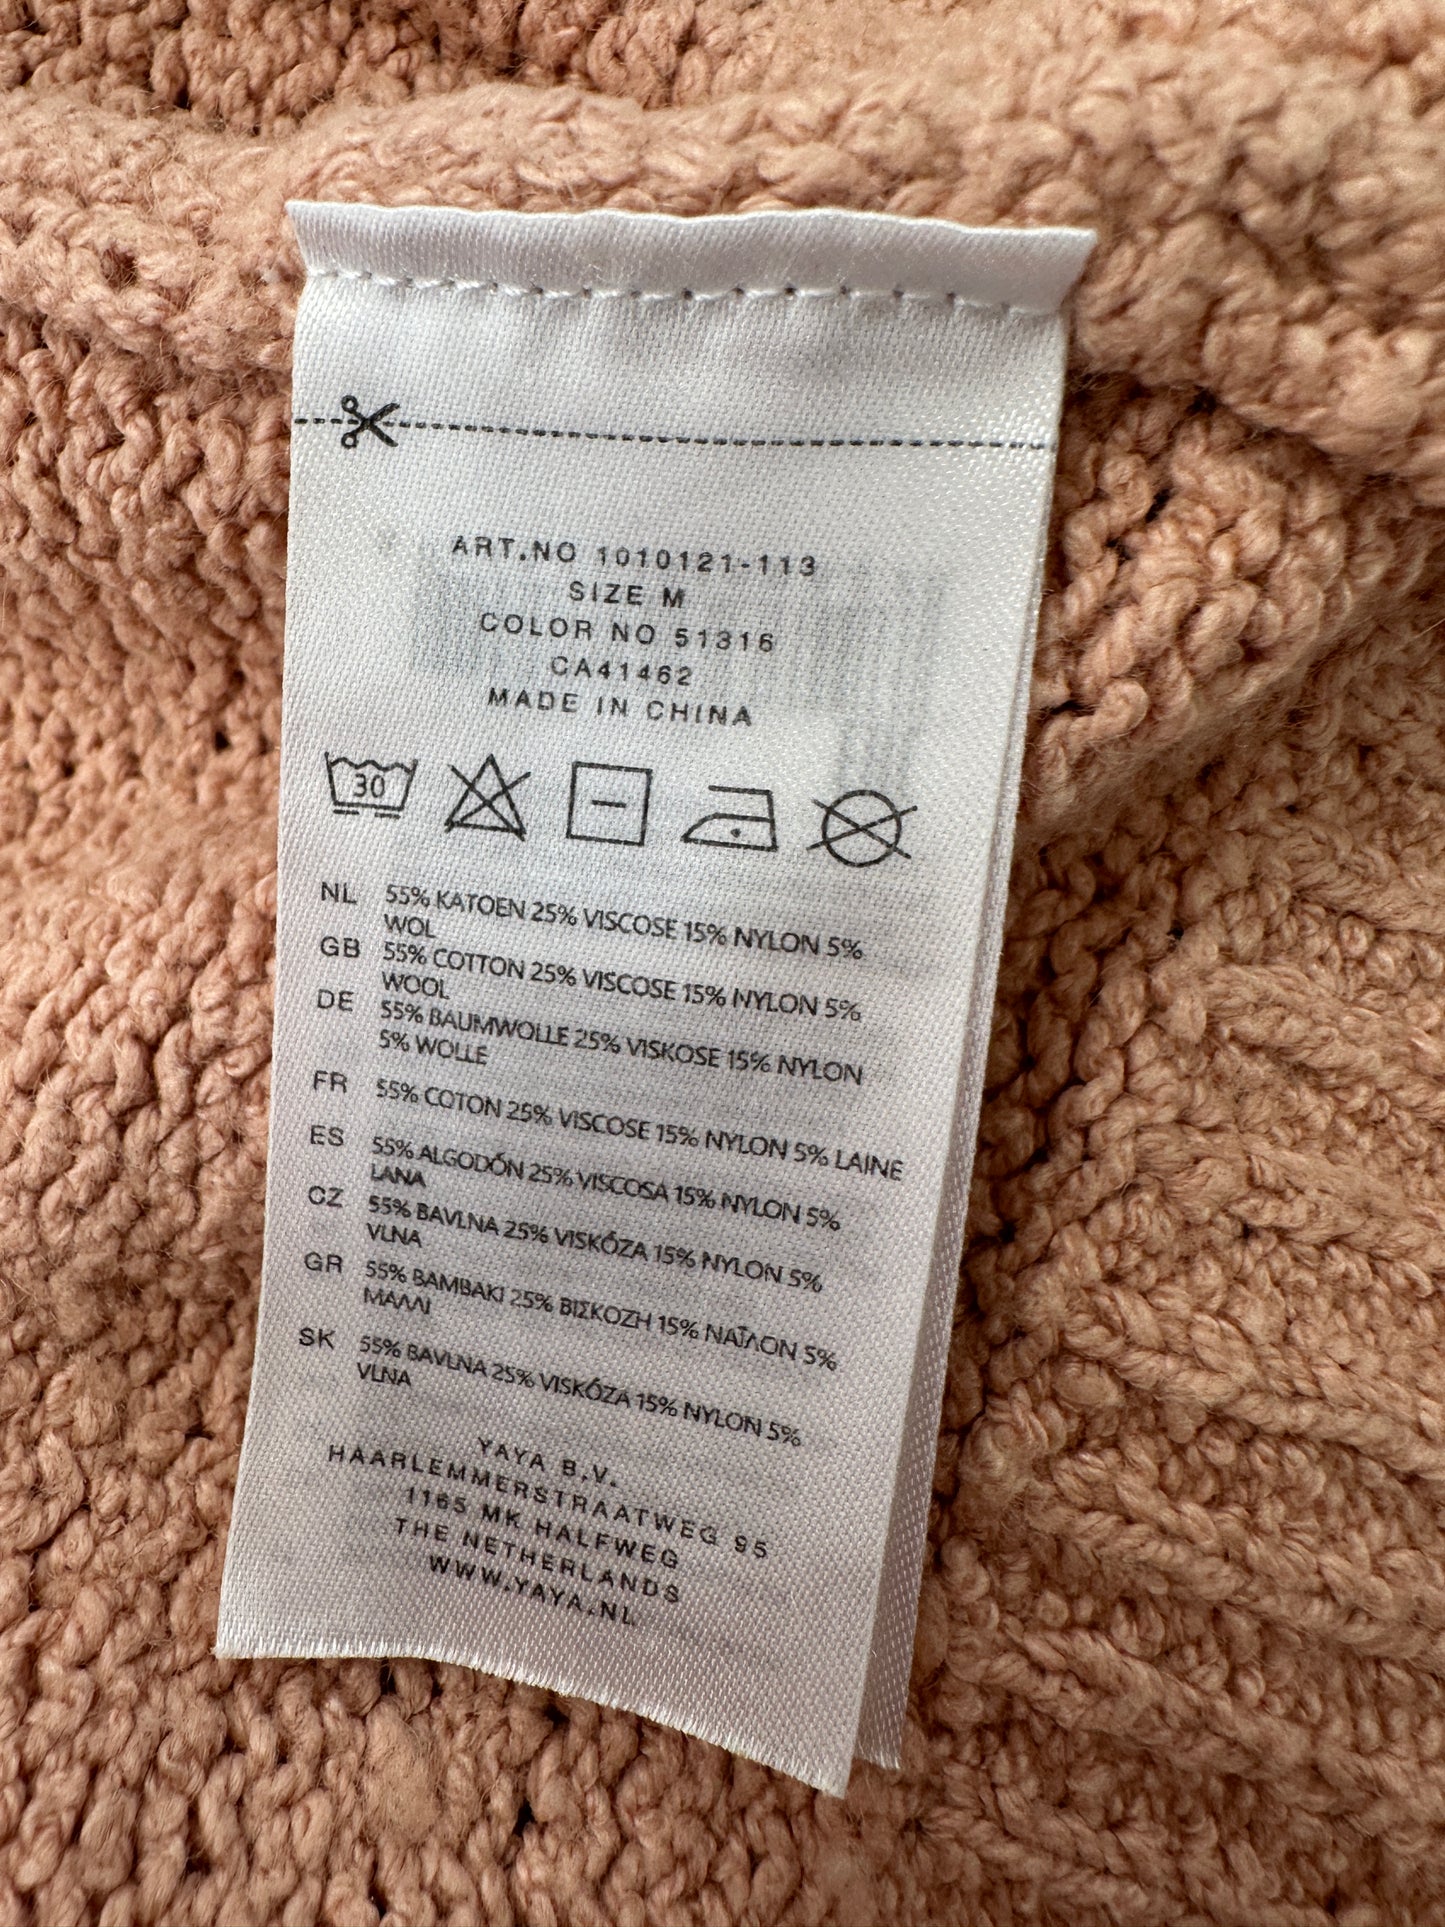 ART.NO 1010121-113
SIZE M
COLOR NO 51316
CA41462
MADE IN CHINA
30
NL 55% KATOEN 25% VISCOSE 15% NYLON 5%
WOL
GB 55% COTTON 25% VISCOSE 15% NYLON 5%
WOOL
DE 55% BAUMWOLLE 25% VISKOSE 15% NYLON
5% WOLLE
FR 55% COTON 25% VISCOSE 15% NYLON 5% LAINE
ES 55% ALGODÓN 25% VISCOSA 15% NYLON 5%
LANA
CZ 55% BAVLNA 25% VISKÓZA 15% NYLON 5%
VLNA
GR 55% ΒΑΜΒΑΚΙ 25% ΒΙΣΚΟΖΗ 15% ΝΑΪΛΟΝ 5%
ΜΑΛΛΙ
SK 55% BAVLNA 25% VISKÓZA 15% NYLON 5%
VLNA
YAYA B.V.
HAARLEMMERSTRAATWEG 95
1165 MK HALFWEG
THE NETHERLANDS
WWW.YAYA.NL